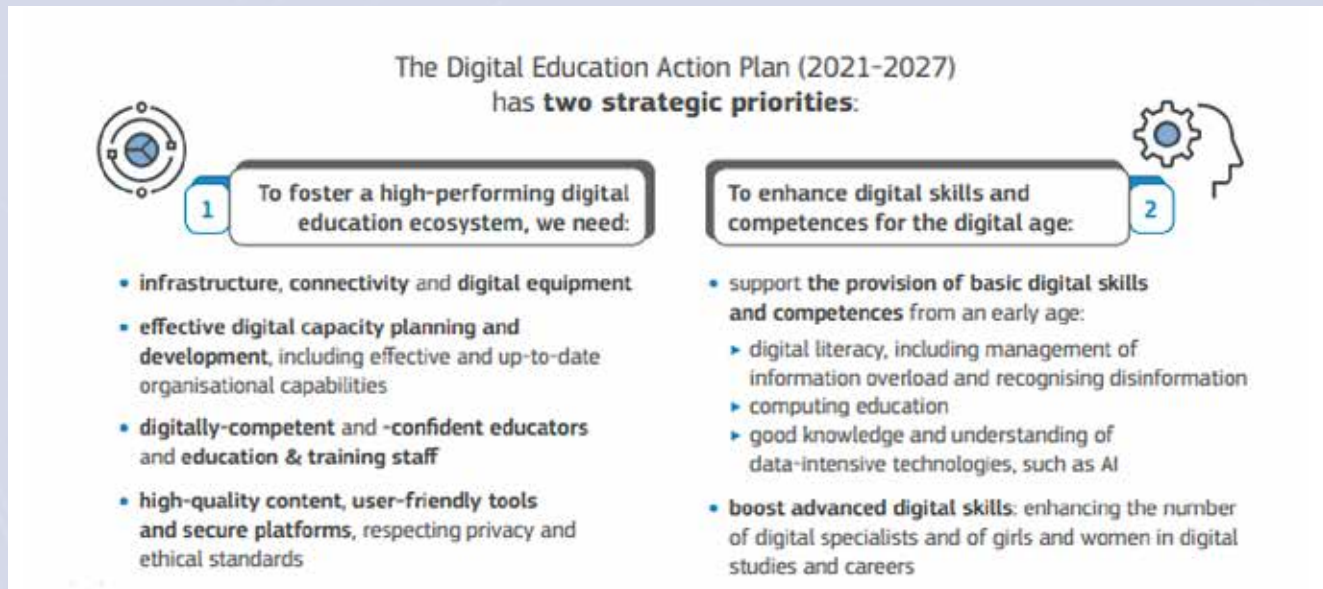 The Digital Education Action Plan (2021-2027)
has two strategic priorities:
1
To foster a high-performing digital
education ecosystem, we need:
• infrastructure, connectivity and digital equipment
• effective digital capacity planning and
development, including effective and up-to-date
organisational capabilities
• digitally-competent and -confident educators
and education & training staff
• high-quality content, user-friendly tools
and secure platforms, respecting privacy and
ethical standards
To enhance digital skills and
competences for the digital age:
2
• support the provision of basic digital skills
and competences from an early age:
▸ digital literacy, including management of
information overload and recognising disinformation
▸ computing education
▸ good knowledge and understanding of
data-intensive technologies, such as AI
• boost advanced digital skills: enhancing the number
of digital specialists and of girls and women in digital
studies and careers